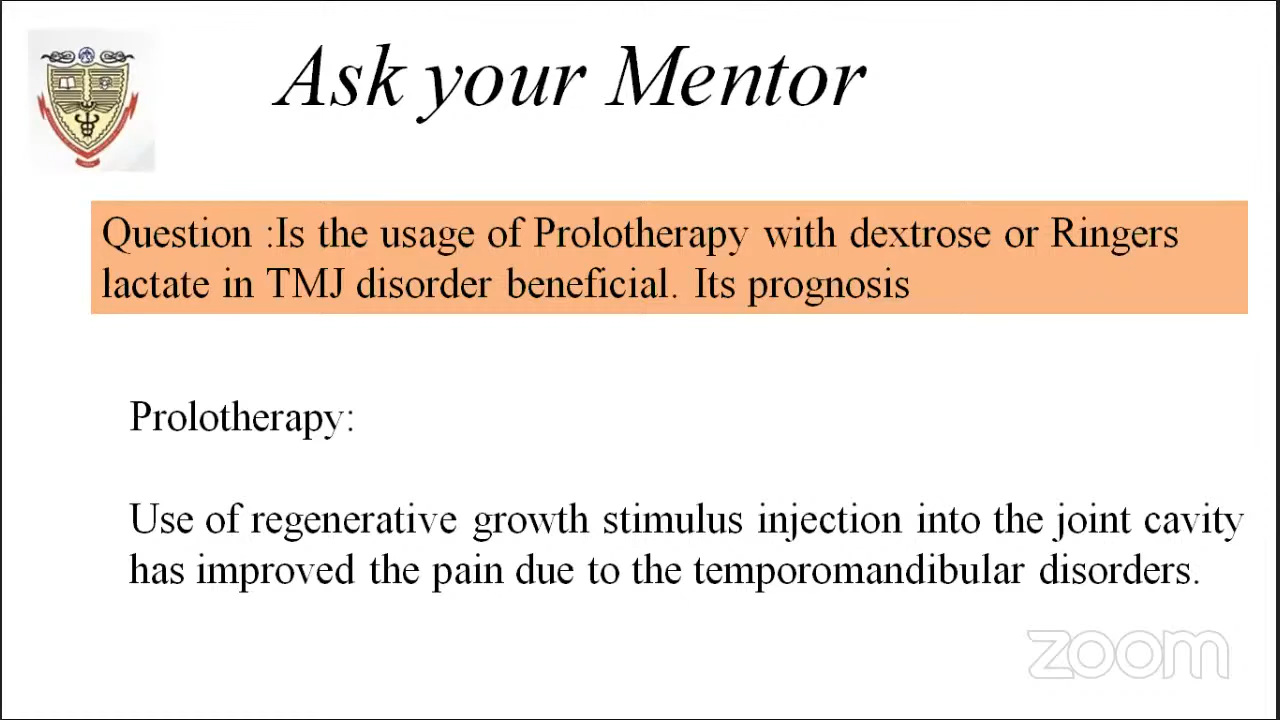 Ask your Mentor
Question :Is the usage of Prolotherapy with dextrose or Ringers
lactate in TMJ disorder beneficial. Its prognosis
Prolotherapy:
Use of regenerative growth stimulus injection into the joint cavity
has improved the pain due to the temporomandibular disorders.
zoom